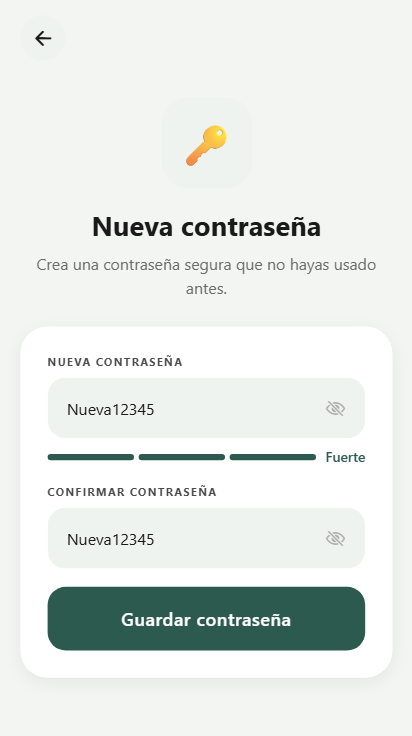 Nueva contraseña
Crea una contraseña segura que no hayas usado
antes.
NUEVA CONTRASEÑA
Nueva12345
Fuerte
CONFIRMAR CONTRASEÑA
Nueva12345
Guardar contraseña